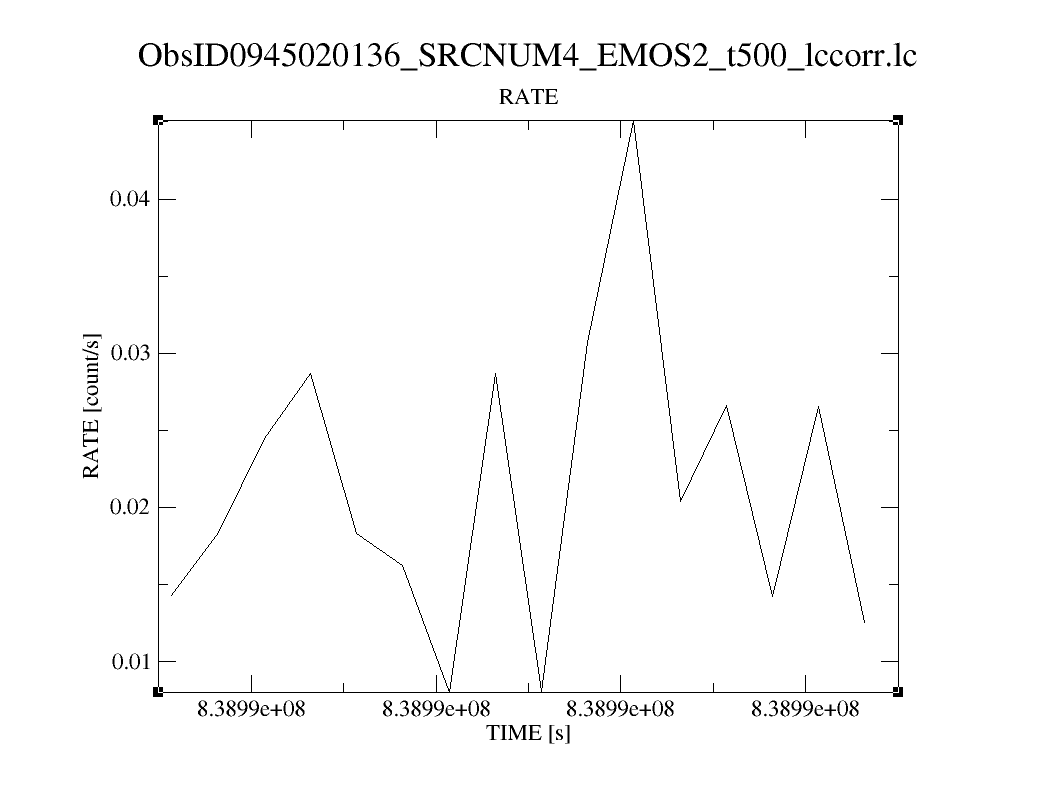 ObsID0945020136_SRCNUM4_EMOS2_t500_lccorr.lc
RATE
0.04
0.03
0.02
0.01
RATE [count/s]
8.3899e+08 8.3899e+08 8.3899e+08 8.3899e+08
TIME [s]